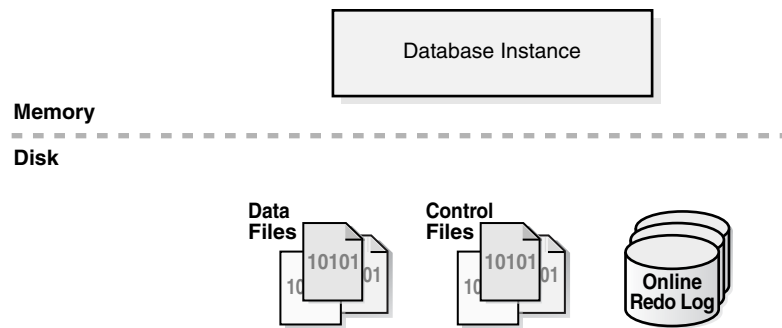 Database Instance
Memory
Disk
Data
Files
10101
10
01
Control
Files
10101
10
01
Online
Redo Log